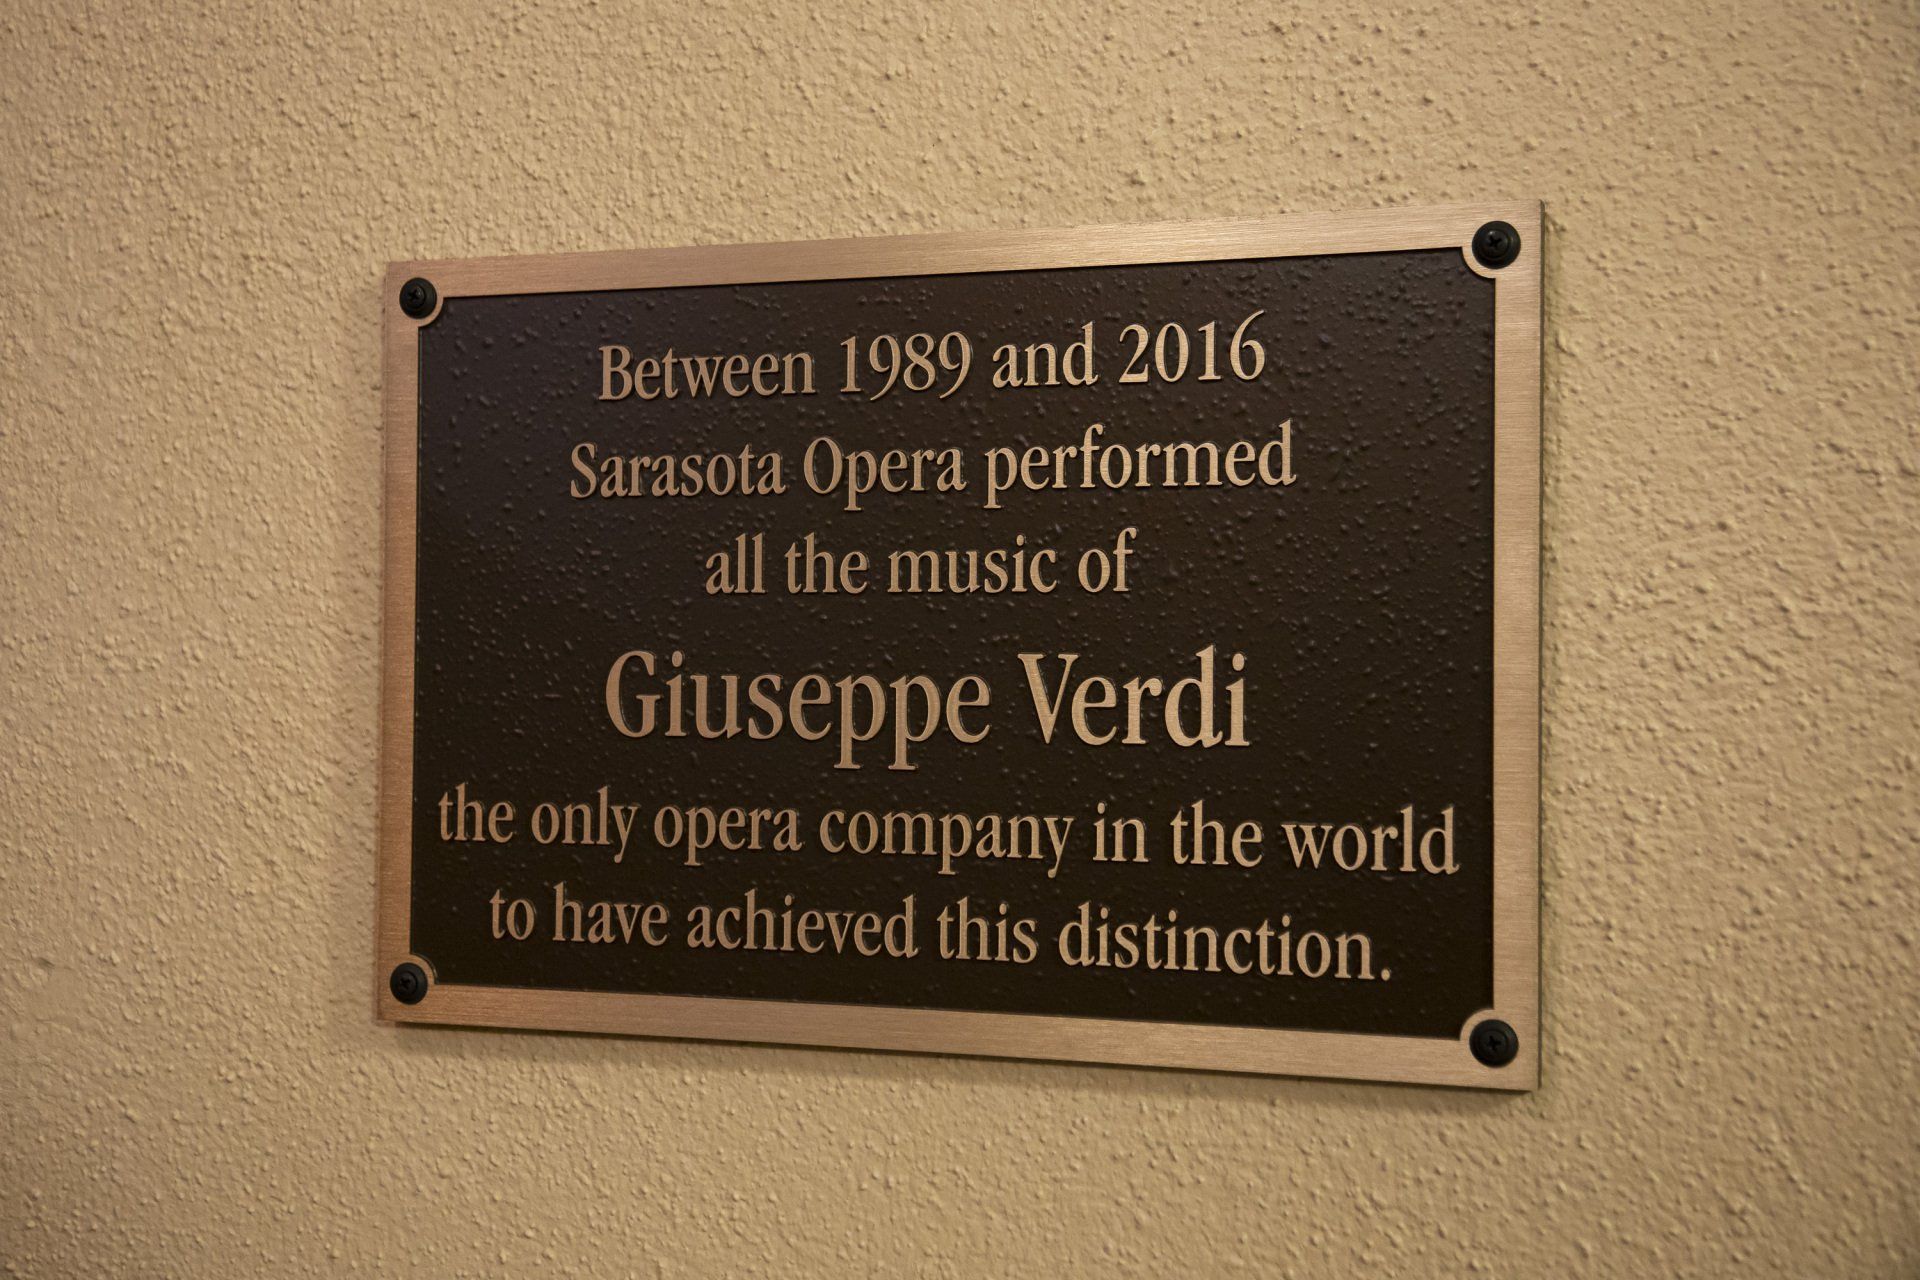 Between 1989 and 2016
Sarasota Opera performed
all the music of
Giuseppe Verdi
the only opera company in the world
to have achieved this distinction.